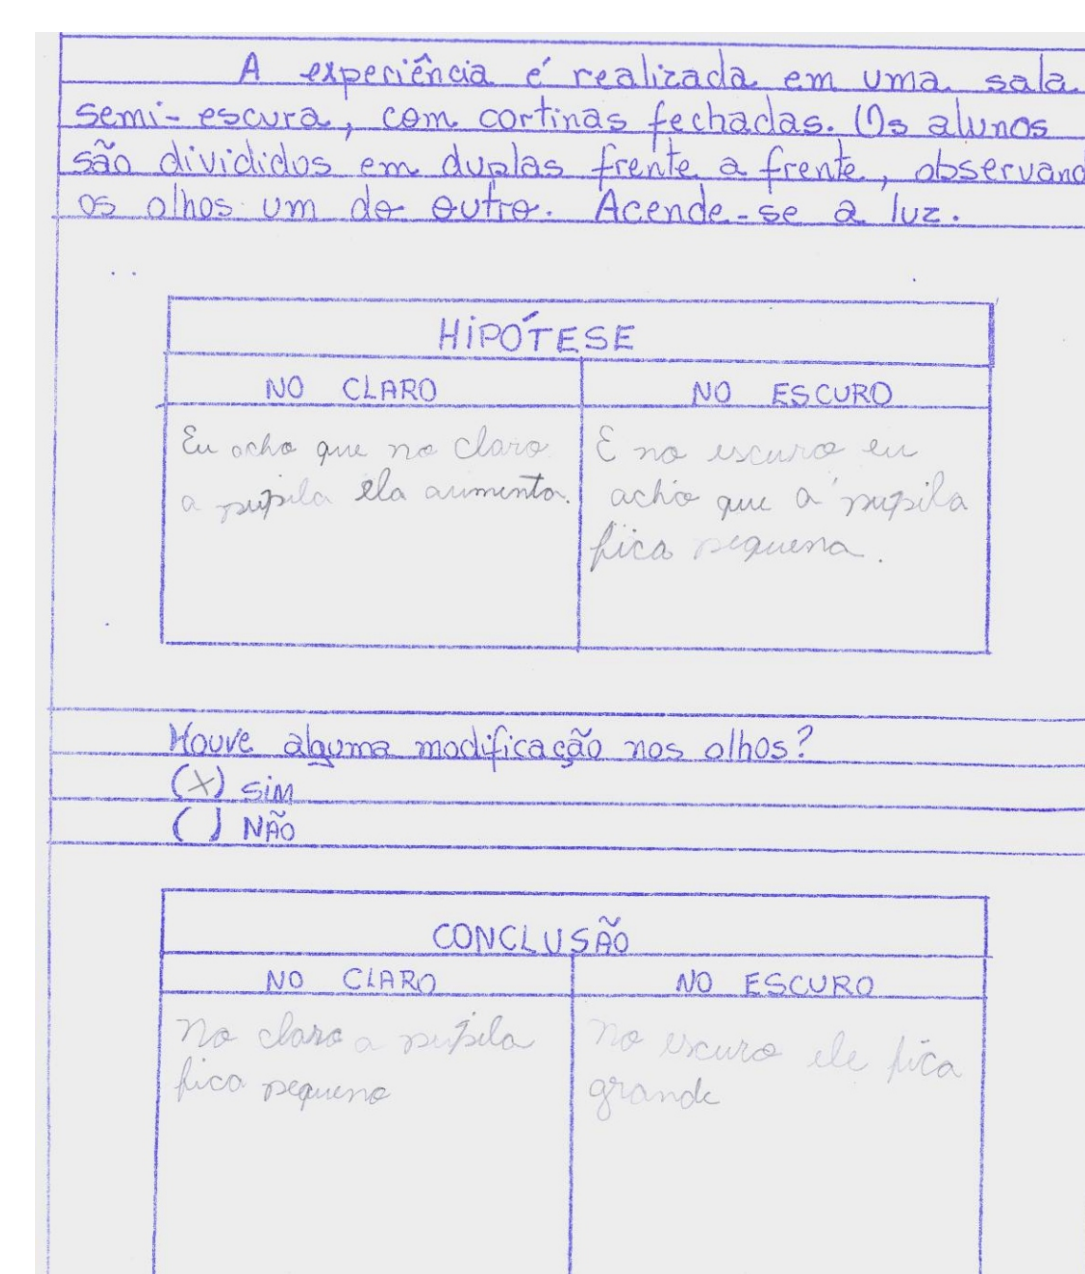 A experiência é realizada em uma sala
semi-escura, com cortinas fechadas. Os alunos
são divididos em duplas frente a frente, observand
os olhos um do outro. Acende-se a luz.
HIPÓTESE
NO CLARO
NO ESCURO
Eu acho que no claro
a pupila ela aumenta.
E no escuro eu
acho que a pupila
fica pequena.
Houve alguma modificação nos olhos?
(X) SIM
( ) NÃO
CONCLUSÃO
NO CLARO
NO ESCURO
No claro a pupila
fica pequeno
No escuro ele fica
grande